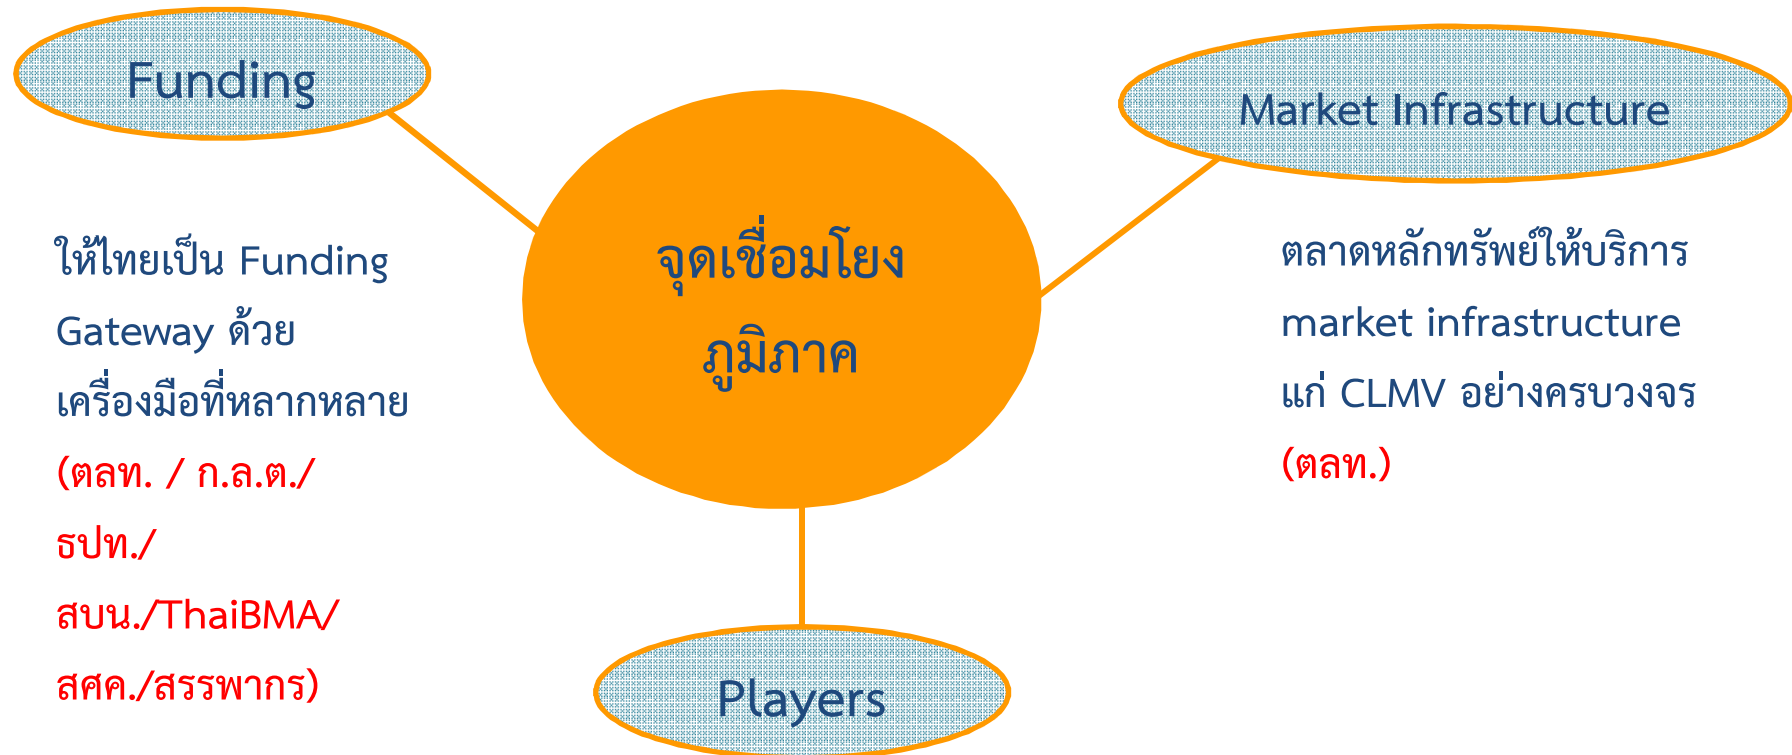 Funding
Market Infrastructure
จุดเชื่อมโยง
ภูมิภาค
ให้ไทยเป็น Funding
Gateway ด้วย
เครื่องมือที่หลากหลาย
(ตลท. / ก.ล.ต./
ธปท./
สบน./ThaiBMA/
สศค./สรรพากร)
ตลาดหลักทรัพย์ให้บริการ
market infrastructure
แก่ CLMV อย่างครบวงจร
(ตลท.)
Players